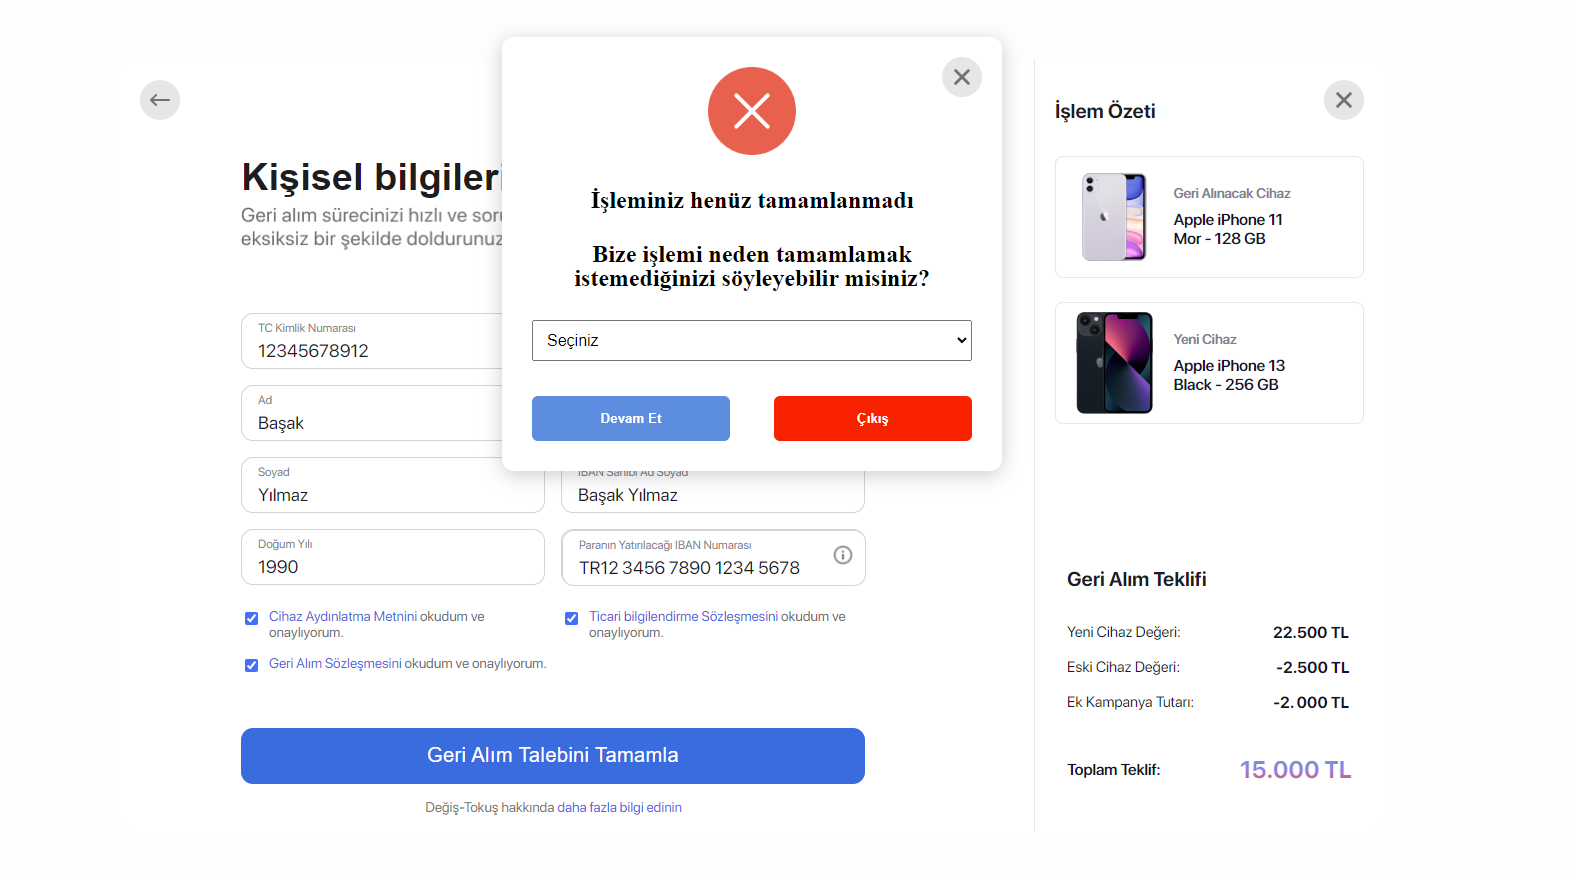 İşleminiz henüz tamamlanmadı
Bize işlemi neden tamamlamak
istemediğinizi söyleyebilir misiniz?
Seçiniz
Devam Et
Çıkış
Kişisel bilgileri
Geri alım sürecinizi hızlı ve
eksiksiz bir şekilde doldurunuz
TC Kimlik Numarası
12345678912
Ad
Başak
Soyad
Yılmaz
IBAN Sahibi Ad Soyad
Başak Yılmaz
Doğum Yılı
1990
Paranın Yatırılacağı IBAN Numarası
TR12 3456 7890 1234 5678
Cihaz Aydınlatma Metnini okudum ve
onaylıyorum.
Ticari bilgilendirme Sözleşmesini okudum ve
onaylıyorum.
Geri Alım Sözleşmesini okudum ve onaylıyorum.
Geri Alım Talebini Tamamla
Değiş-Tokuş hakkında daha fazla bilgi edinin
İşlem Özeti
Geri Alınacak Cihaz
Apple iPhone 11
Mor - 128 GB
Yeni Cihaz
Apple iPhone 13
Black - 256 GB
Geri Alım Teklifi
Yeni Cihaz Değeri: 22.500 TL
Eski Cihaz Değeri: -2.500 TL
Ek Kampanya Tutarı: -2.000 TL
Toplam Teklif: 15.000 TL